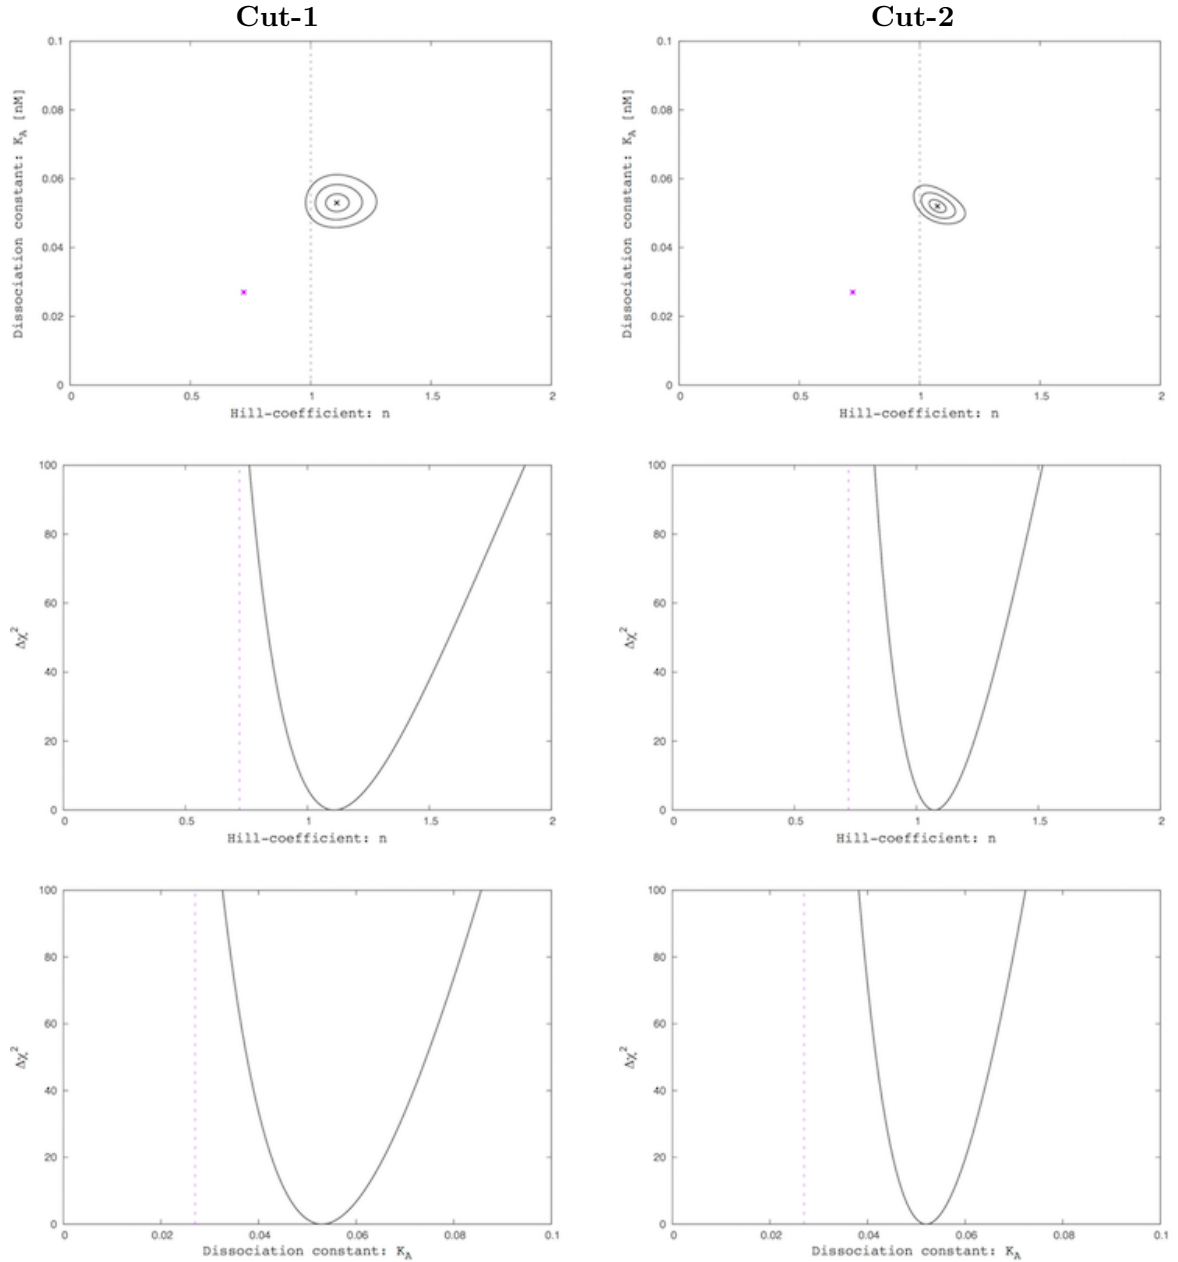 Cut-1
Cut-2
Dissociation constant: K_A [nM]
0.1
0.08
0.06
0.04
0.02
0
0 0.5 1 1.5 2
Hill-coefficient: n
Dissociation constant: K_A [nM]
0.1
0.08
0.06
0.04
0.02
0
0 0.5 1 1.5 2
Hill-coefficient: n
Δχ²
100
80
60
40
20
0
0 0.5 1 1.5 2
Hill-coefficient: n
Δχ²
100
80
60
40
20
0
0 0.5 1 1.5 2
Hill-coefficient: n
Δχ²
100
80
60
40
20
0
0 0.02 0.04 0.06 0.08 0.1
Dissociation constant: K_A
Δχ²
100
80
60
40
20
0
0 0.02 0.04 0.06 0.08 0.1
Dissociation constant: K_A